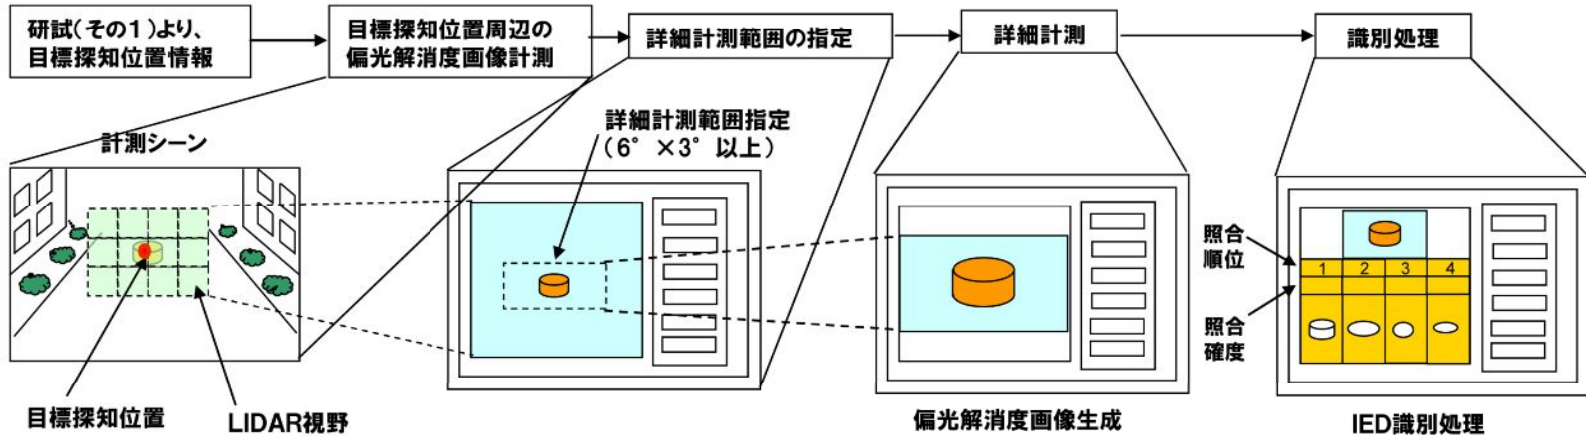 研試(その1)より、
目標探知位置情報
目標探知位置周辺の
偏光解消度画像計測
詳細計測範囲の指定
詳細計測
識別処理
計測シーン
詳細計測範囲指定
(6°×3°以上)
照合
順位
1 2 3 4
照合
確度
目標探知位置
LIDAR視野
偏光解消度画像生成
IED識別処理